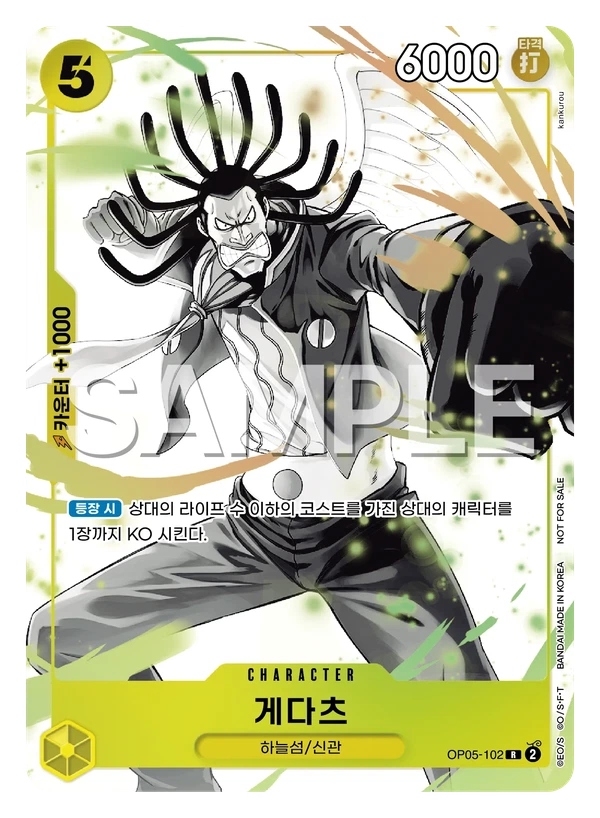 5
6000
타격
打
kankurou
카운터 +1000
SAMPLE
등장 시 상대의 라이프 수 이하의 코스트를 가진 상대의 캐릭터를
1장까지 KO 시킨다.
NOT FOR SALE
BANDAI MADE IN KOREA
©E.O/S ©O/S·F·T
CHARACTER
게다츠
하늘섬/신관
OP05-102 R 2